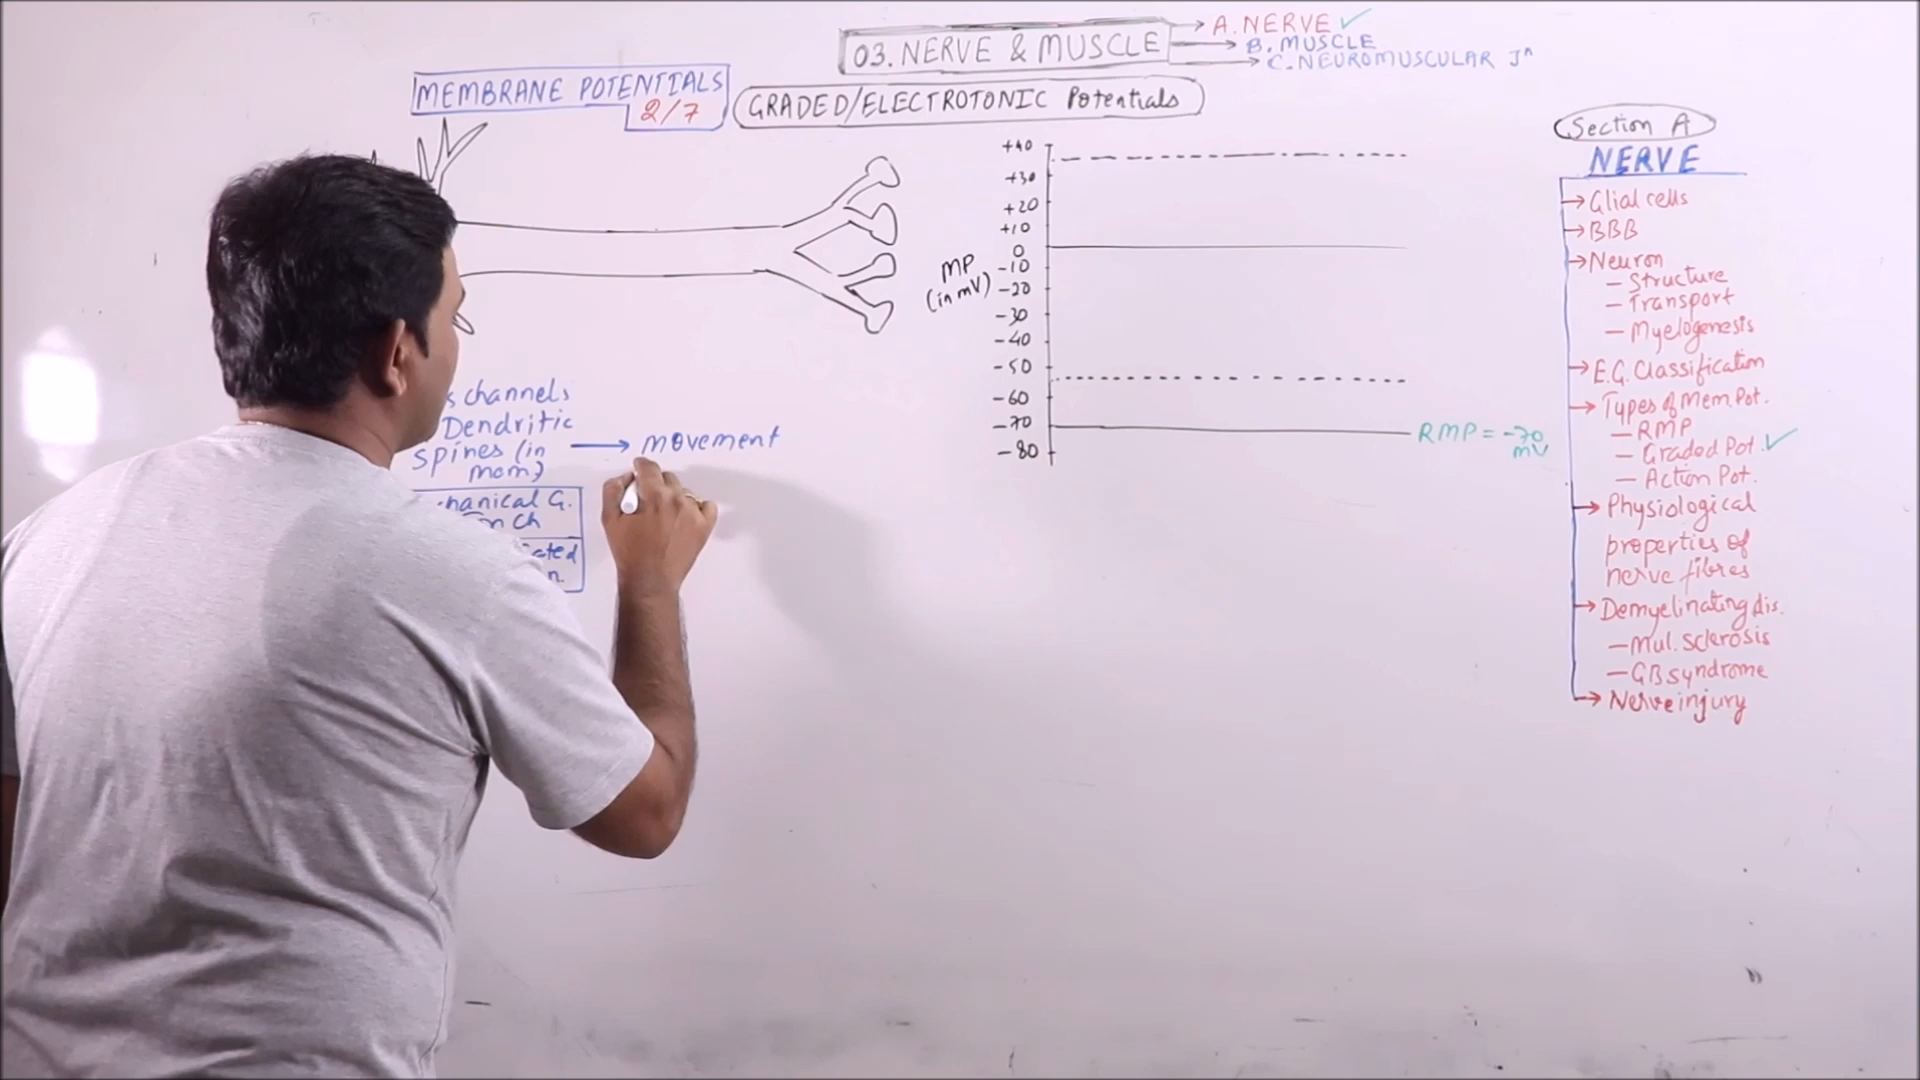 03. NERVE & MUSCLE
A. NERVE ✓
B. MUSCLE
C. NEUROMUSCULAR Jⁿ
MEMBRANE POTENTIALS
2/7
GRADED/ELECTROTONIC Potentials
+40
+30
+20
+10
0
-10
-20
-30
-40
-50
-60
-70
-80
MP
(in mV)
RMP = -70
mV
channels
Dendritic
spines (in
mem)
movement
Ch
Section A
NERVE
Glial cells
BBB
Neuron
- Structure
- Transport
- Myelogenesis
E.G. Classification
Types of Mem. Pot.
- RMP
- Graded Pot. ✓
- Action Pot.
Physiological
properties of
nerve fibres
Demyelinating dis.
- Mul. Sclerosis
- GB syndrome
Nerve injury